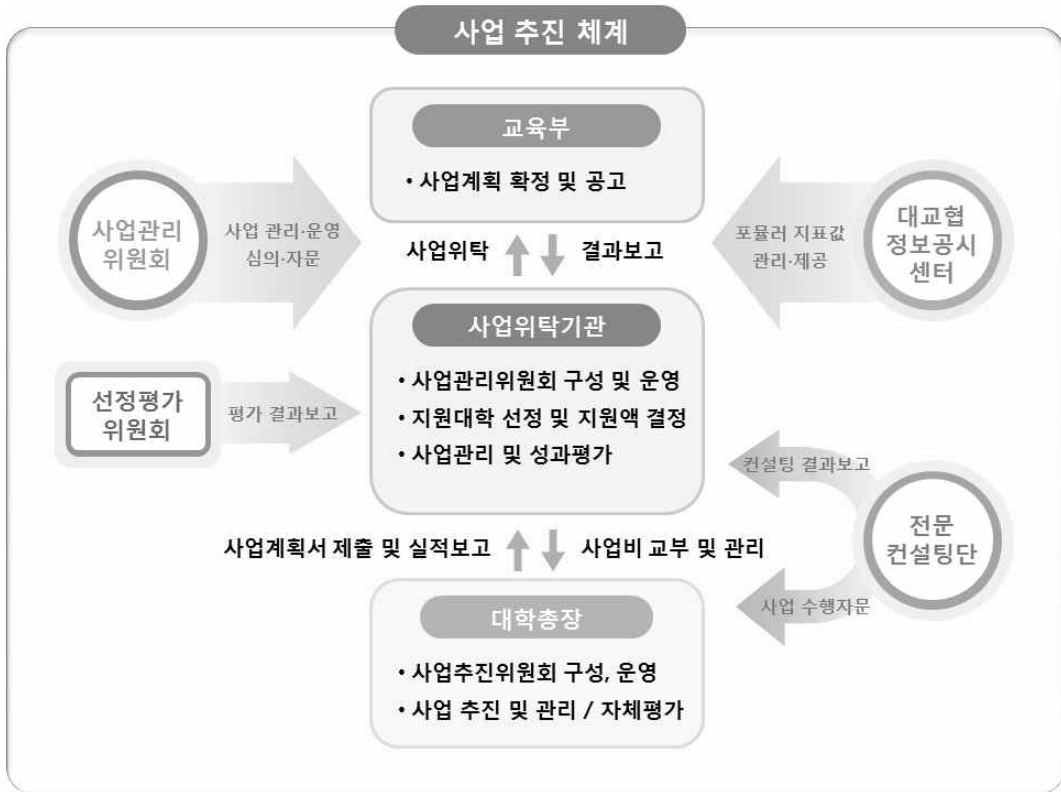 사업 추진 체계
교육부
• 사업계획 확정 및 공고
사업관리
위원회
사업 관리·운영
심의·자문
포뮬러 지표값
관리·제공
대교협
정보공시
센터
사업위탁
결과보고
사업위탁기관
• 사업관리위원회 구성 및 운영
• 지원대학 선정 및 지원액 결정
• 사업관리 및 성과평가
선정평가
위원회
평가 결과보고
컨설팅 결과보고
전문
컨설팅단
사업 수행자문
사업계획서 제출 및 실적보고
사업비 교부 및 관리
대학총장
• 사업추진위원회 구성, 운영
• 사업 추진 및 관리 / 자체평가